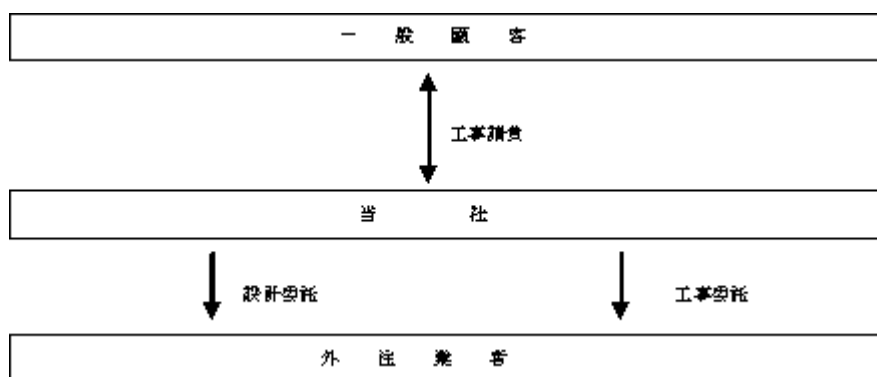 一般顧客
工事請負
当社
設計委託
工事委託
外注業者